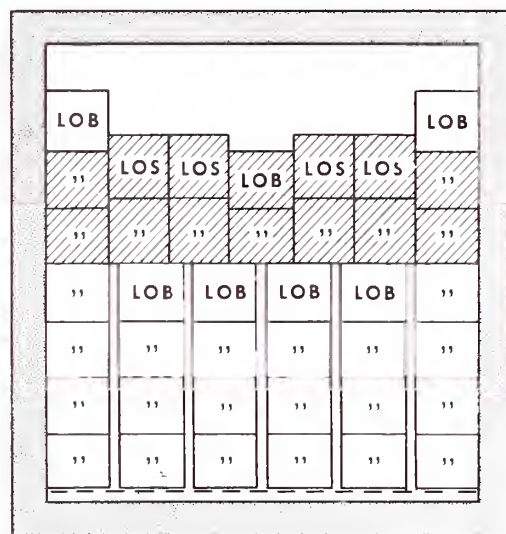 LOB LOB
,, LOS LOS LOB LOS LOS ,,
,, ,, ,, ,, ,, ,, ,,
,, LOB LOB LOB LOB ,,
,, ,, ,, ,, ,, ,,
,, ,, ,, ,, ,, ,,
,, ,, ,, ,, ,, ,,